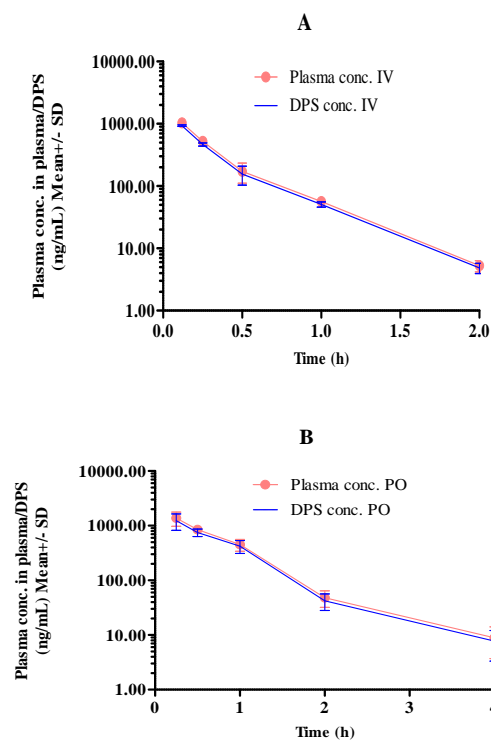 A
Plasma conc. in plasma/DPS
(ng/mL) Mean+/- SD
10000.00
1000.00
100.00
10.00
1.00
Plasma conc. IV
DPS conc. IV
0.0
0.5
1.0
1.5
2.0
Time (h)
B
Plasma conc. in plasma/DPS
(ng/mL) Mean+/- SD
10000.00
1000.00
100.00
10.00
1.00
Plasma conc. PO
DPS conc. PO
0
1
2
3
4
Time (h)